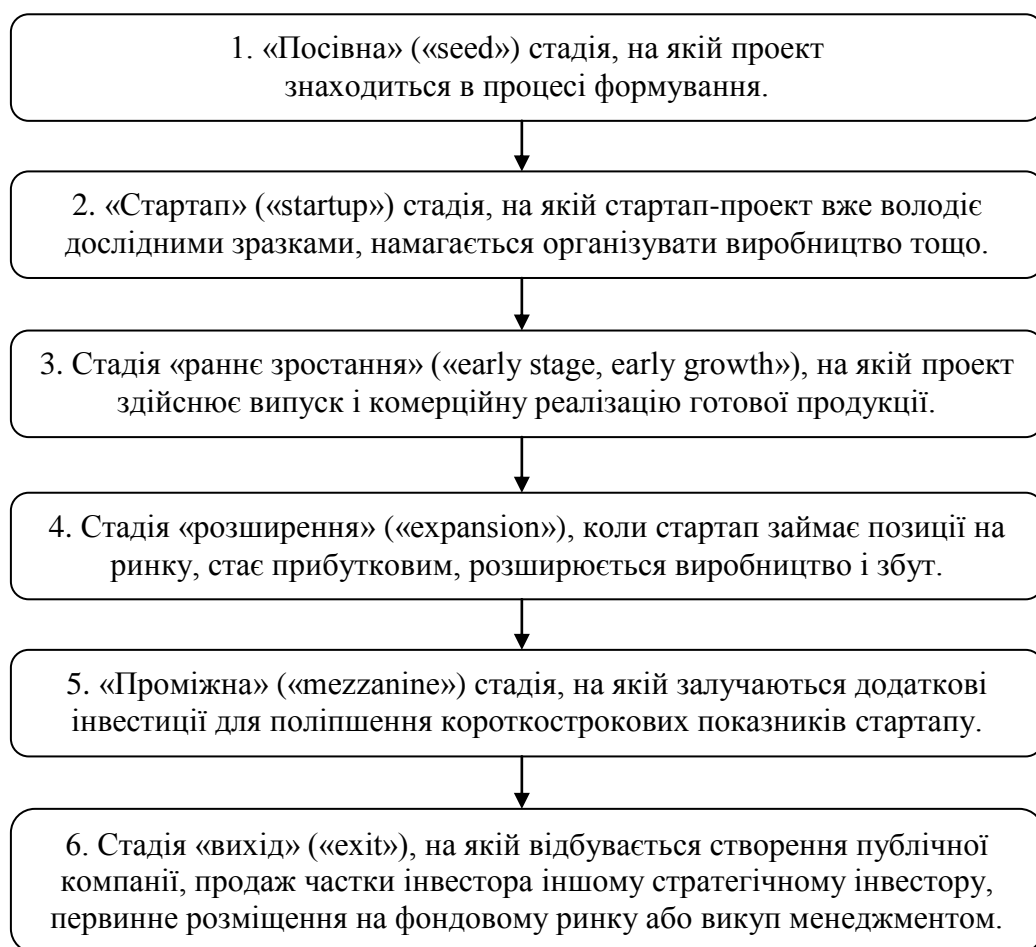 1. «Посівна» («seed») стадія, на якій проект
знаходиться в процесі формування.
2. «Стартап» («startup») стадія, на якій стартап-проект вже володіє
дослідними зразками, намагається організувати виробництво тощо.
3. Стадія «раннє зростання» («early stage, early growth»), на якій проект
здійснює випуск і комерційну реалізацію готової продукції.
4. Стадія «розширення» («expansion»), коли стартап займає позиції на
ринку, стає прибутковим, розширюється виробництво і збут.
5. «Проміжна» («mezzanine») стадія, на якій залучаються додаткові
інвестиції для поліпшення короткострокових показників стартапу.
6. Стадія «вихід» («exit»), на якій відбувається створення публічної
компанії, продаж частки інвестора іншому стратегічному інвестору,
первинне розміщення на фондовому ринку або викуп менеджментом.